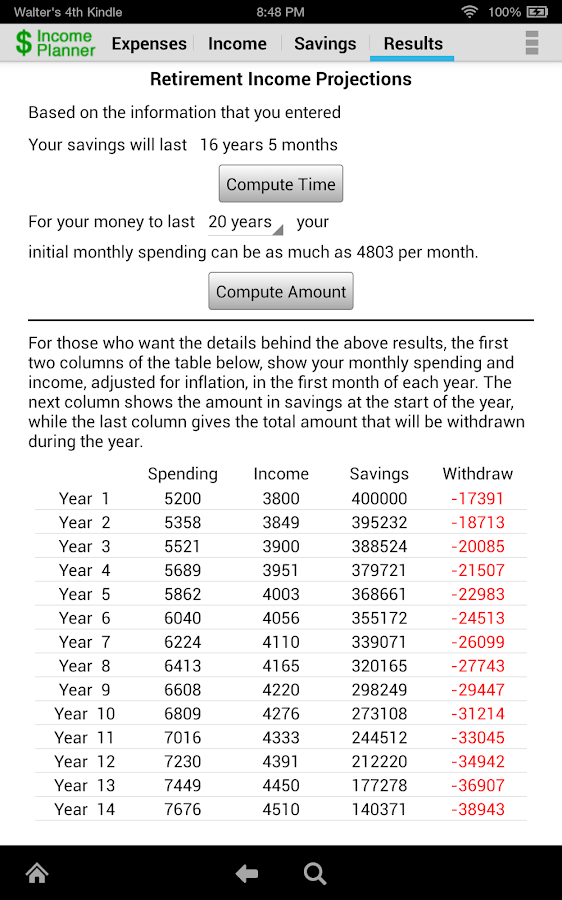 Walter's 4th Kindle 8:48 PM 100%
$ Income Planner Expenses Income Savings Results
Retirement Income Projections
Based on the information that you entered
Your savings will last 16 years 5 months
Compute Time
For your money to last 20 years your
initial monthly spending can be as much as 4803 per month.
Compute Amount
For those who want the details behind the above results, the first
two columns of the table below, show your monthly spending and
income, adjusted for inflation, in the first month of each year. The
next column shows the amount in savings at the start of the year,
while the last column gives the total amount that will be withdrawn
during the year.
Spending Income Savings Withdraw
Year 1 5200 3800 400000 -17391
Year 2 5358 3849 395232 -18713
Year 3 5521 3900 388524 -20085
Year 4 5689 3951 379721 -21507
Year 5 5862 4003 368661 -22983
Year 6 6040 4056 355172 -24513
Year 7 6224 4110 339071 -26099
Year 8 6413 4165 320165 -27743
Year 9 6608 4220 298249 -29447
Year 10 6809 4276 273108 -31214
Year 11 7016 4333 244512 -33045
Year 12 7230 4391 212220 -34942
Year 13 7449 4450 177278 -36907
Year 14 7676 4510 140371 -38943